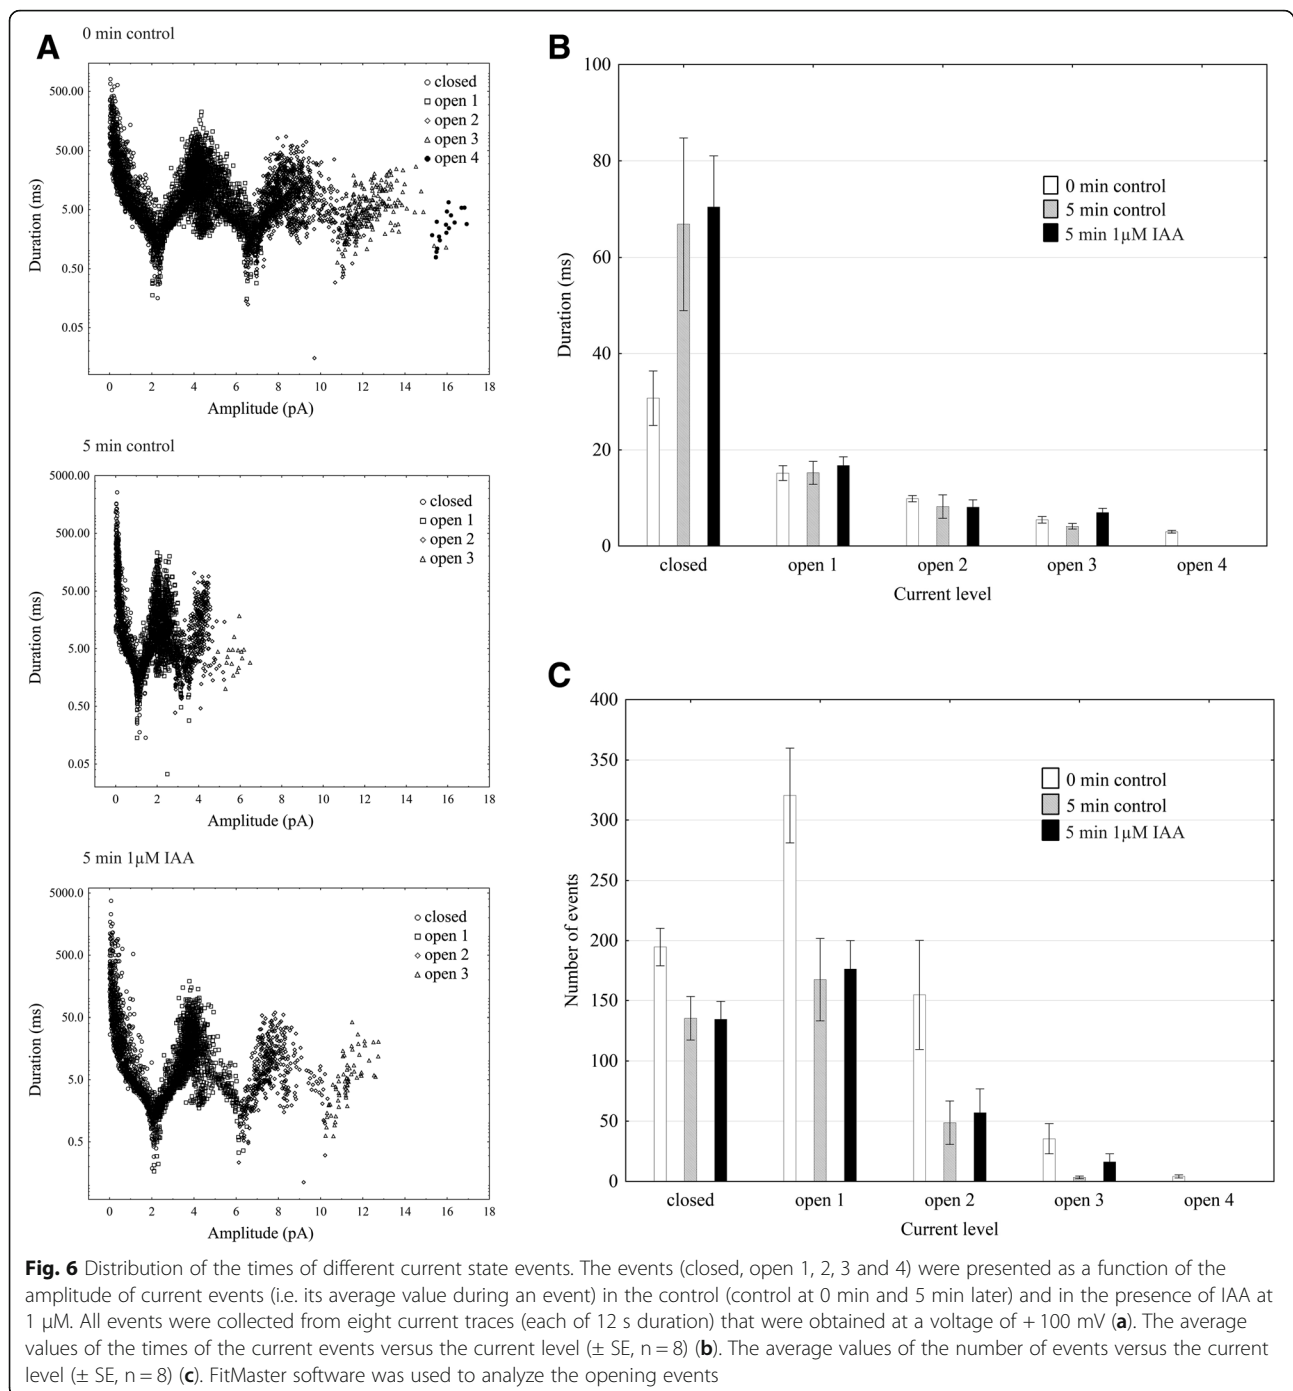 A
0 min control
closed
open 1
open 2
open 3
open 4
500.00
50.00
5.00
0.50
0.05
Duration (ms)
0 2 4 6 8 10 12 14 16 18
Amplitude (pA)
5 min control
closed
open 1
open 2
open 3
5000.00
500.00
50.00
5.00
0.50
0.05
Duration (ms)
0 2 4 6 8 10 12 14 16 18
Amplitude (pA)
5 min 1µM IAA
closed
open 1
open 2
open 3
5000.0
500.0
50.0
5.0
0.5
Duration (ms)
0 2 4 6 8 10 12 14 16 18
Amplitude (pA)
B
100
80
60
40
20
0
Duration (ms)
0 min control
5 min control
5 min 1µM IAA
closed open 1 open 2 open 3 open 4
Current level
C
400
350
300
250
200
150
100
50
0
Number of events
0 min control
5 min control
5 min 1µM IAA
closed open 1 open 2 open 3 open 4
Current level
Fig. 6 Distribution of the times of different current state events. The events (closed, open 1, 2, 3 and 4) were presented as a function of the
amplitude of current events (i.e. its average value during an event) in the control (control at 0 min and 5 min later) and in the presence of IAA at
1 µM. All events were collected from eight current traces (each of 12 s duration) that were obtained at a voltage of + 100 mV (a). The average
values of the times of the current events versus the current level (± SE, n = 8) (b). The average values of the number of events versus the current
level (± SE, n = 8) (c). FitMaster software was used to analyze the opening events